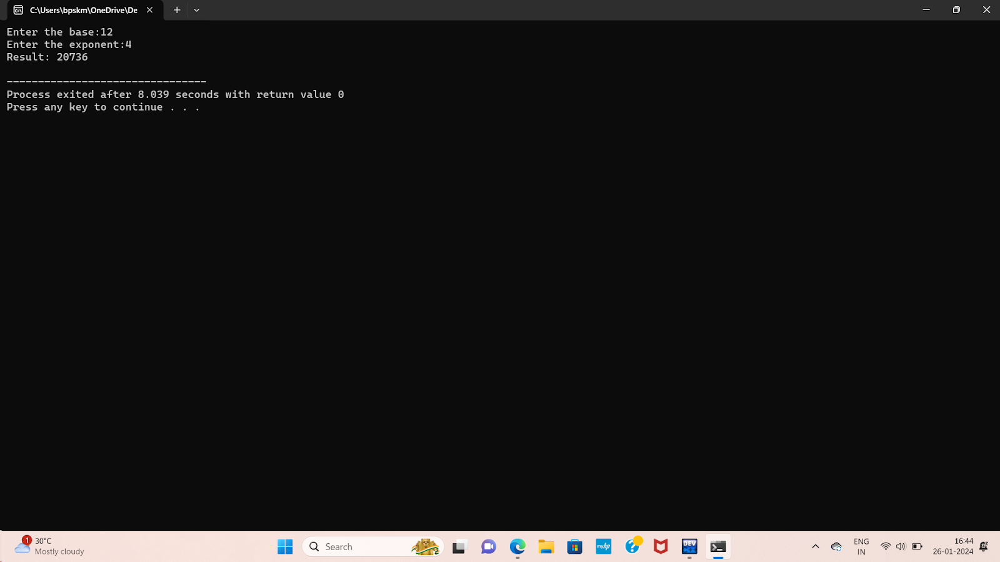 C:\Users\bpskm\OneDrive\De
Enter the base:12
Enter the exponent:4
Result: 20736
--------------------------------
Process exited after 8.039 seconds with return value 0
Press any key to continue . . .
1
30°C
Mostly cloudy
Search
myhp
DEV
ENG
IN
16:44
26-01-2024